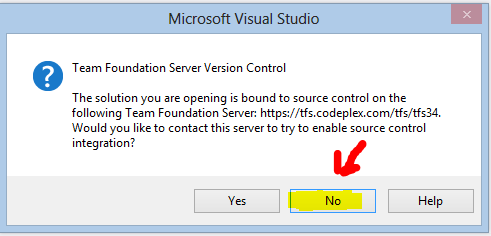 Microsoft Visual Studio
Team Foundation Server Version Control
The solution you are opening is bound to source control on the
following Team Foundation Server: https://tfs.codeplex.com/tfs/tfs34.
Would you like to contact this server to try to enable source control
integration?
Yes No Help